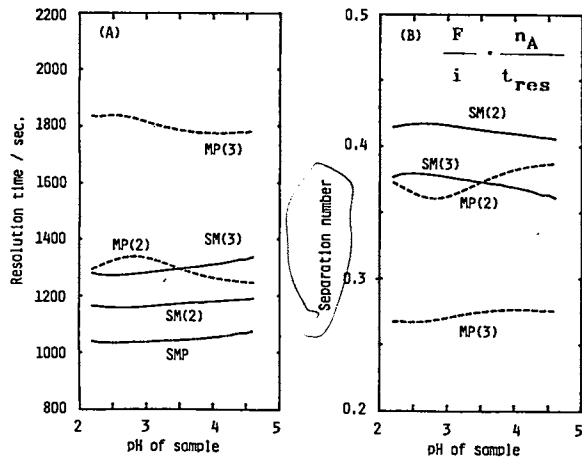 (A)
Resolution time / sec.
2200
2000
1800
1600
1400
1200
1000
800
MP(3)
MP(2)
SM(3)
SM(2)
SMP
2 3 4 5
pH of sample
(B) F/i · n_A/t_res
Separation number
0.5
0.4
0.3
0.2
SM(2)
SM(3)
MP(2)
MP(3)
2 3 4 5
pH of sample